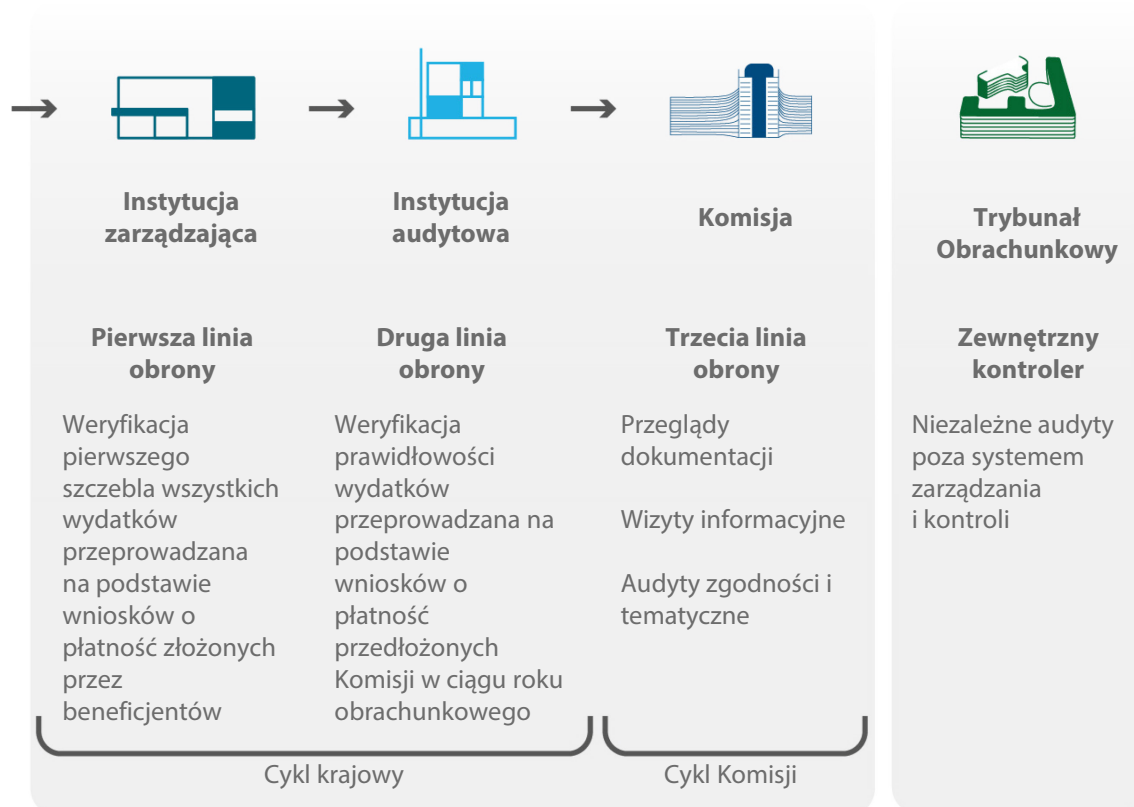 Instytucja
zarządzająca
Pierwsza linia
obrony
Weryfikacja
pierwszego
szczebla wszystkich
wydatków
przeprowadzana
na podstawie
wniosków o
płatność złożonych
przez
beneficjentów
Instytucja
audytowa
Druga linia
obrony
Weryfikacja
prawidłowości
wydatków
przeprowadzana na
podstawie
wniosków o
płatność
przedłożonych
Komisji w ciągu roku
obrachunkowego
Cykl krajowy
Komisja
Trzecia linia
obrony
Przeglądy
dokumentacji
Wizyty informacyjne
Audyty zgodności i
tematyczne
Cykl Komisji
Trybunał
Obrachunkowy
Zewnętrzny
kontroler
Niezależne audyty
poza systemem
zarządzania
i kontroli